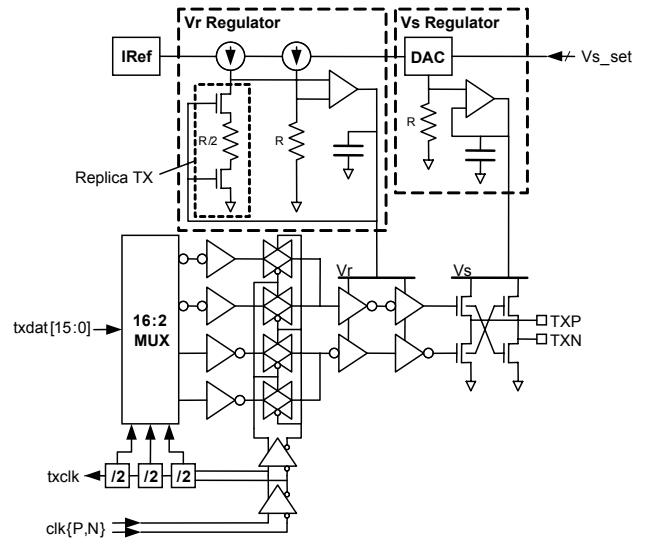 Vr Regulator
Vs Regulator
IRef
DAC
Vs_set
R/2
R
R
Replica TX
Vr
Vs
txdat[15:0]
16:2
MUX
TXP
TXN
txclk
/2
/2
/2
clk{P,N}